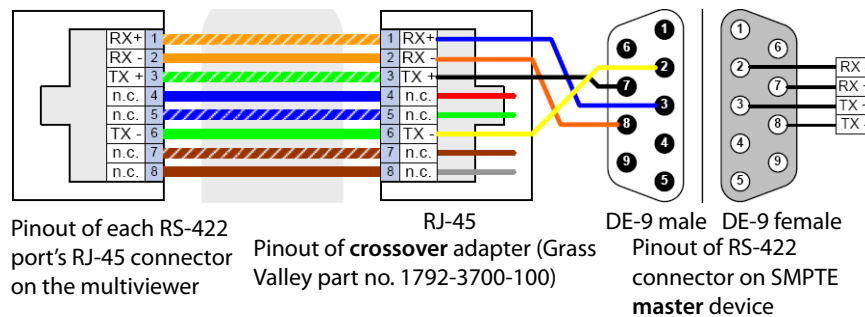 RX+ 1
RX - 2
TX + 3
n.c. 4
n.c. 5
TX - 6
n.c. 7
n.c. 8
1 RX+
2 RX -
3 TX +
4 n.c.
5 n.c.
6 TX -
7 n.c.
8 n.c.
1
6
2
7
3
8
4
9
5
1
6
2
7
3
8
4
9
5
RX
RX
TX
TX
Pinout of each RS-422
port's RJ-45 connector
on the multiviewer
RJ-45
Pinout of crossover adapter (Grass
Valley part no. 1792-3700-100)
DE-9 male
DE-9 female
Pinout of RS-422
connector on SMPTE
master device